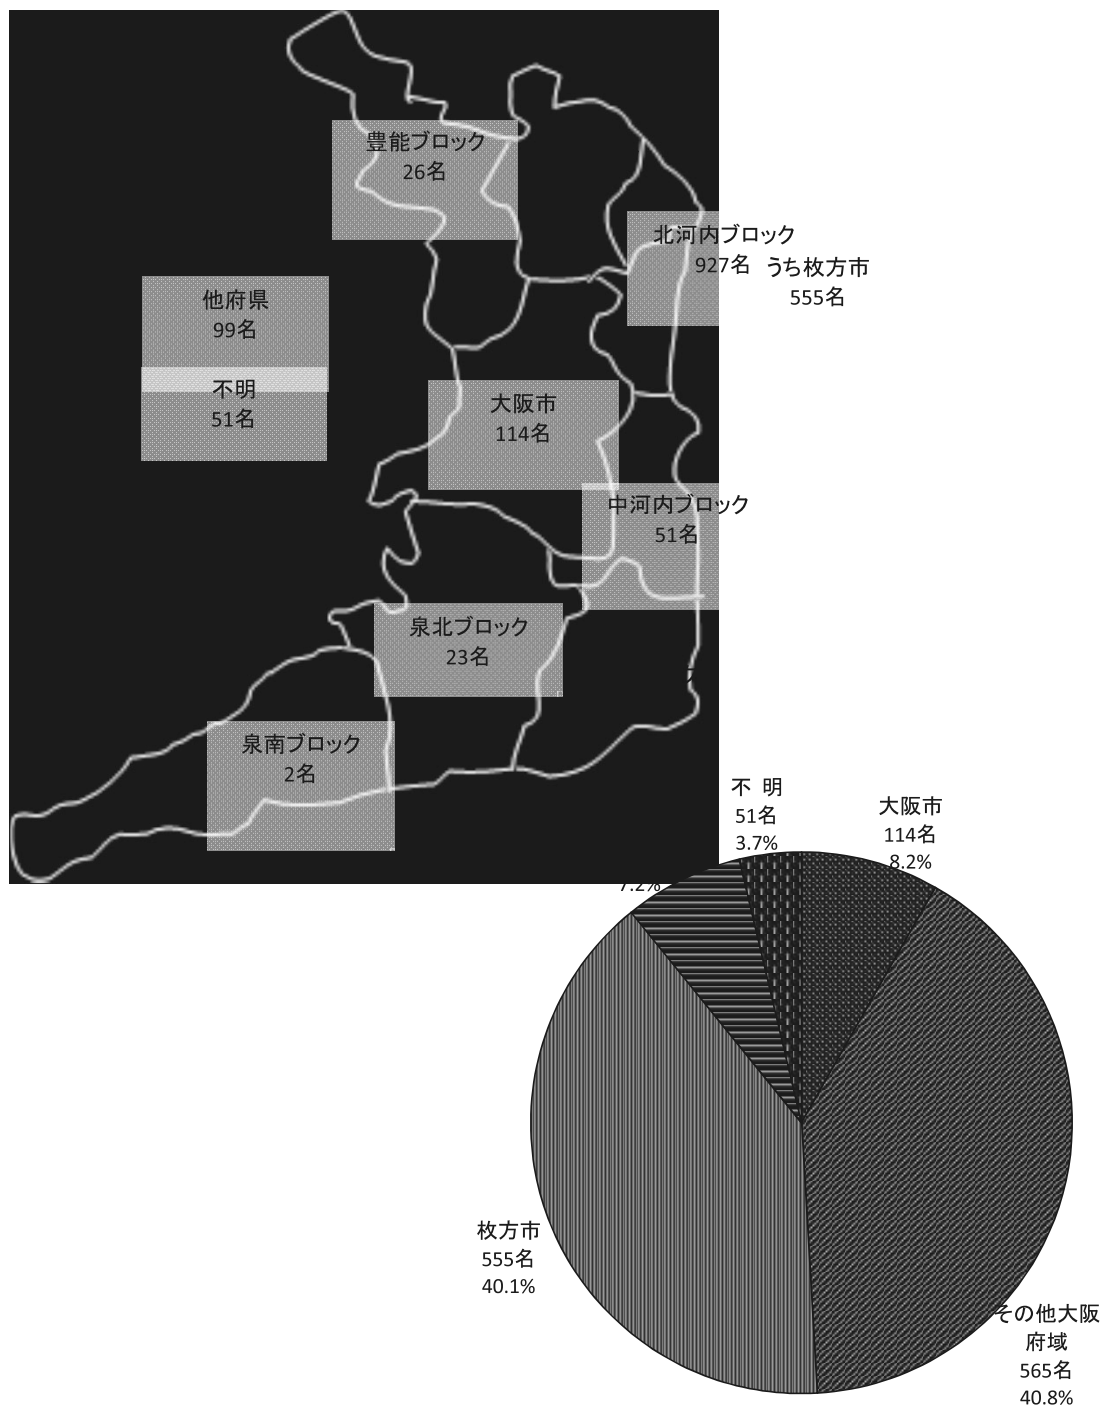 豊能ブロック
26名
北河内ブロック
927名
うち枚方市
555名
他府県
99名
不明
51名
大阪市
114名
中河内ブロック
51名
泉北ブロック
23名
泉南ブロック
2名
不 明
51名
3.7%
大阪市
114名
8.2%
7.2%
枚方市
555名
40.1%
その他大阪
府域
565名
40.8%